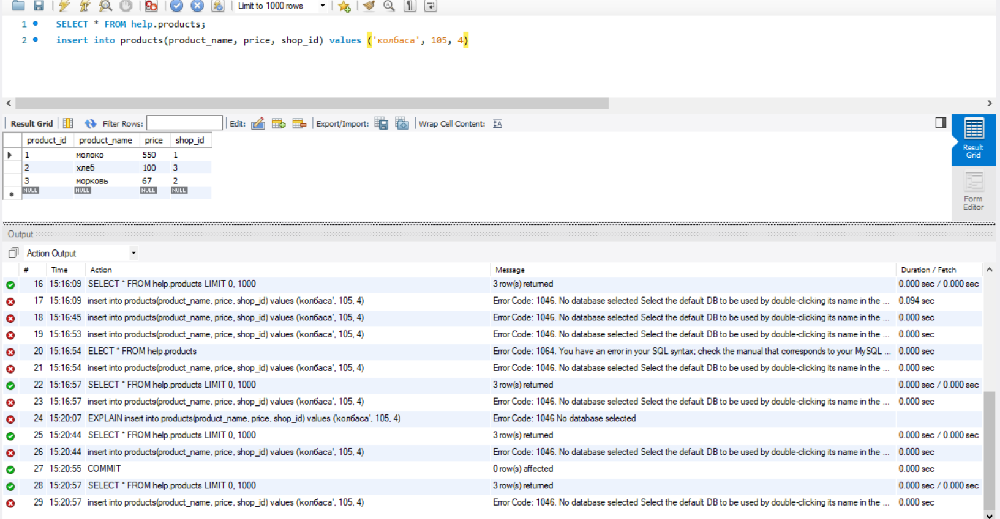 Limit to 1000 rows
1 SELECT * FROM help.products;
2 insert into products(product_name, price, shop_id) values ('колбаса', 105, 4)
Result Grid Filter Rows: Edit: Export/Import: Wrap Cell Content:
product_id product_name price shop_id
1 молоко 550 1
2 хлеб 100 3
3 морковь 67 2
NULL NULL NULL NULL
Result
Grid
Form
Editor
Output
Action Output
# Time Action Message Duration / Fetch
16 15:16:09 SELECT * FROM help.products LIMIT 0, 1000 3 row(s) returned 0.000 sec / 0.000 sec
17 15:16:09 insert into products(product_name, price, shop_id) values ('колбаса', 105, 4) Error Code: 1046. No database selected Select the default DB to be used by double-clicking its name in the ... 0.094 sec
18 15:16:45 insert into products(product_name, price, shop_id) values ('колбаса', 105, 4) Error Code: 1046. No database selected Select the default DB to be used by double-clicking its name in the ... 0.000 sec
19 15:16:53 insert into products(product_name, price, shop_id) values ('колбаса', 105, 4) Error Code: 1046. No database selected Select the default DB to be used by double-clicking its name in the ... 0.000 sec
20 15:16:54 ELECT * FROM help.products Error Code: 1064. You have an error in your SQL syntax; check the manual that corresponds to your MySQL ... 0.000 sec
21 15:16:54 insert into products(product_name, price, shop_id) values ('колбаса', 105, 4) Error Code: 1046. No database selected Select the default DB to be used by double-clicking its name in the ... 0.000 sec
22 15:16:57 SELECT * FROM help.products LIMIT 0, 1000 3 row(s) returned 0.000 sec / 0.000 sec
23 15:16:57 insert into products(product_name, price, shop_id) values ('колбаса', 105, 4) Error Code: 1046. No database selected Select the default DB to be used by double-clicking its name in the ... 0.000 sec
24 15:20:07 EXPLAIN insert into products(product_name, price, shop_id) values ('колбаса', 105, 4) Error Code: 1046 No database selected
25 15:20:44 SELECT * FROM help.products LIMIT 0, 1000 3 row(s) returned 0.000 sec / 0.000 sec
26 15:20:44 insert into products(product_name, price, shop_id) values ('колбаса', 105, 4) Error Code: 1046. No database selected Select the default DB to be used by double-clicking its name in the ... 0.000 sec
27 15:20:55 COMMIT 0 row(s) affected 0.000 sec
28 15:20:57 SELECT * FROM help.products LIMIT 0, 1000 3 row(s) returned 0.000 sec / 0.000 sec
29 15:20:57 insert into products(product_name, price, shop_id) values ('колбаса', 105, 4) Error Code: 1046. No database selected Select the default DB to be used by double-clicking its name in the ... 0.000 sec